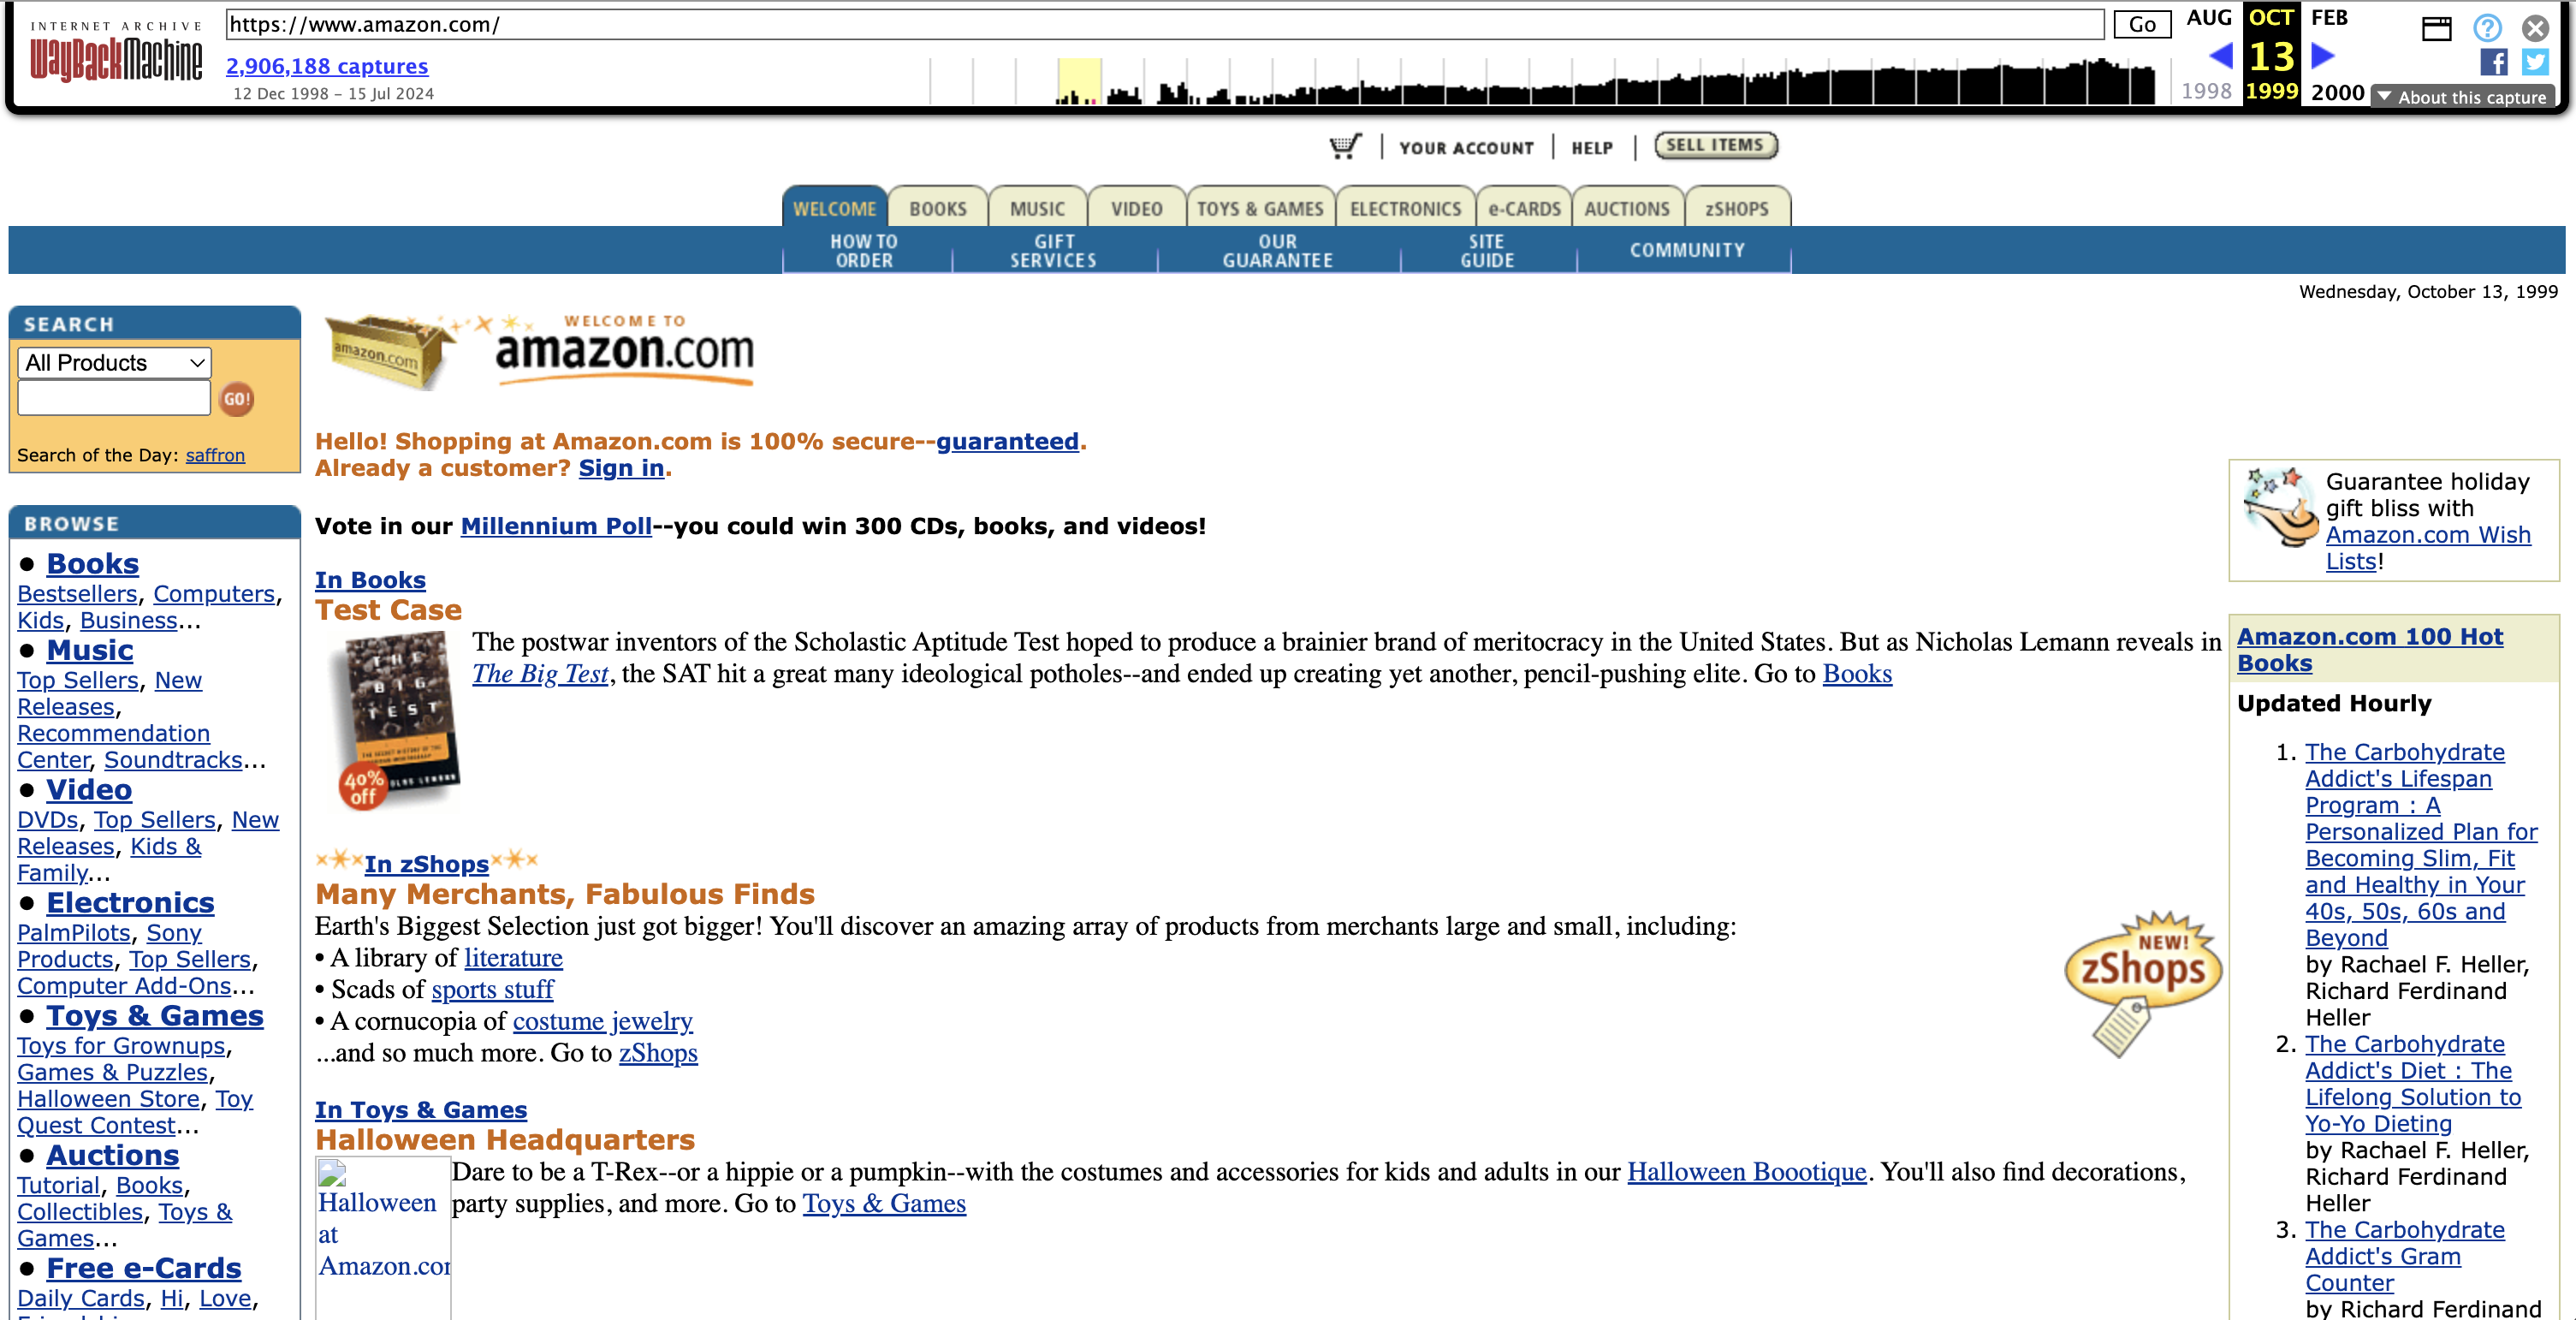 INTERNET ARCHIVE
WayBackMachine
https://www.amazon.com/
Go
2,906,188 captures
12 Dec 1998 – 15 Jul 2024
AUG
OCT
FEB
13
1998
1999
2000
About this capture
YOUR ACCOUNT
HELP
SELL ITEMS
WELCOME
BOOKS
MUSIC
VIDEO
TOYS & GAMES
ELECTRONICS
e-CARDS
AUCTIONS
zSHOPS
HOW TO
ORDER
GIFT
SERVICES
OUR
GUARANTEE
SITE
GUIDE
COMMUNITY
Wednesday, October 13, 1999
SEARCH
All Products
GO!
Search of the Day: saffron
BROWSE
• Books
Bestsellers, Computers,
Kids, Business...
• Music
Top Sellers, New
Releases,
Recommendation
Center, Soundtracks...
• Video
DVDs, Top Sellers, New
Releases, Kids &
Family...
• Electronics
PalmPilots, Sony
Products, Top Sellers,
Computer Add-Ons...
• Toys & Games
Toys for Grownups,
Games & Puzzles,
Halloween Store, Toy
Quest Contest...
• Auctions
Tutorial, Books,
Collectibles, Toys &
Games...
• Free e-Cards
Daily Cards, Hi, Love,
amazon.com
WELCOME TO
amazon.com
Hello! Shopping at Amazon.com is 100% secure--guaranteed.
Already a customer? Sign in.
Vote in our Millennium Poll--you could win 300 CDs, books, and videos!
In Books
Test Case
THE
BIG
TEST
40%
off
The postwar inventors of the Scholastic Aptitude Test hoped to produce a brainier brand of meritocracy in the United States. But as Nicholas Lemann reveals in
The Big Test, the SAT hit a great many ideological potholes--and ended up creating yet another, pencil-pushing elite. Go to Books
In zShops
Many Merchants, Fabulous Finds
Earth's Biggest Selection just got bigger! You'll discover an amazing array of products from merchants large and small, including:
• A library of literature
• Scads of sports stuff
• A cornucopia of costume jewelry
...and so much more. Go to zShops
NEW!
zShops
In Toys & Games
Halloween Headquarters
Halloween
at
Amazon.cor
Dare to be a T-Rex--or a hippie or a pumpkin--with the costumes and accessories for kids and adults in our Halloween Boootique. You'll also find decorations,
party supplies, and more. Go to Toys & Games
Guarantee holiday
gift bliss with
Amazon.com Wish
Lists!
Amazon.com 100 Hot
Books
Updated Hourly
1. The Carbohydrate
Addict's Lifespan
Program : A
Personalized Plan for
Becoming Slim, Fit
and Healthy in Your
40s, 50s, 60s and
Beyond
by Rachael F. Heller,
Richard Ferdinand
Heller
2. The Carbohydrate
Addict's Diet : The
Lifelong Solution to
Yo-Yo Dieting
by Rachael F. Heller,
Richard Ferdinand
Heller
3. The Carbohydrate
Addict's Gram
Counter
by Richard Ferdinand